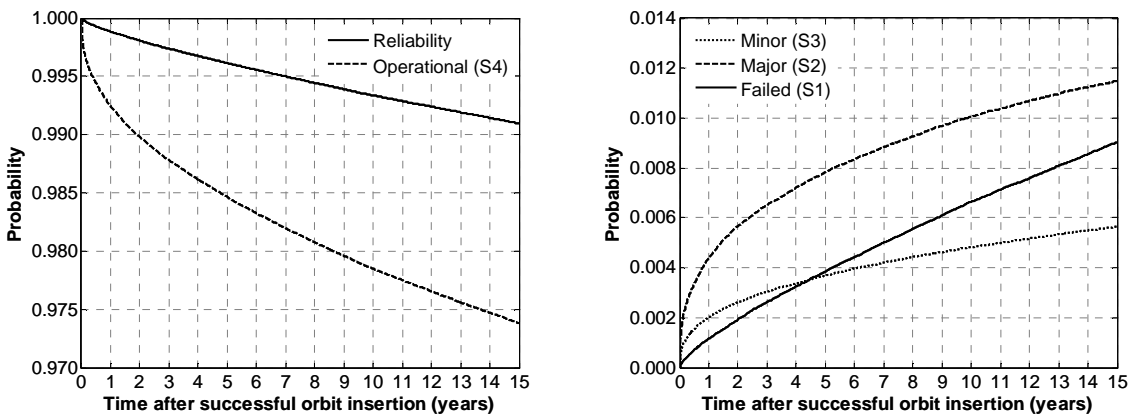 1.000
0.995
0.990
0.985
0.980
0.975
0.970
Probability
Reliability
Operational (S4)
0 1 2 3 4 5 6 7 8 9 10 11 12 13 14 15
Time after successful orbit insertion (years)
0.014
0.012
0.010
0.008
0.006
0.004
0.002
0.000
Probability
Minor (S3)
Major (S2)
Failed (S1)
0 1 2 3 4 5 6 7 8 9 10 11 12 13 14 15
Time after successful orbit insertion (years)